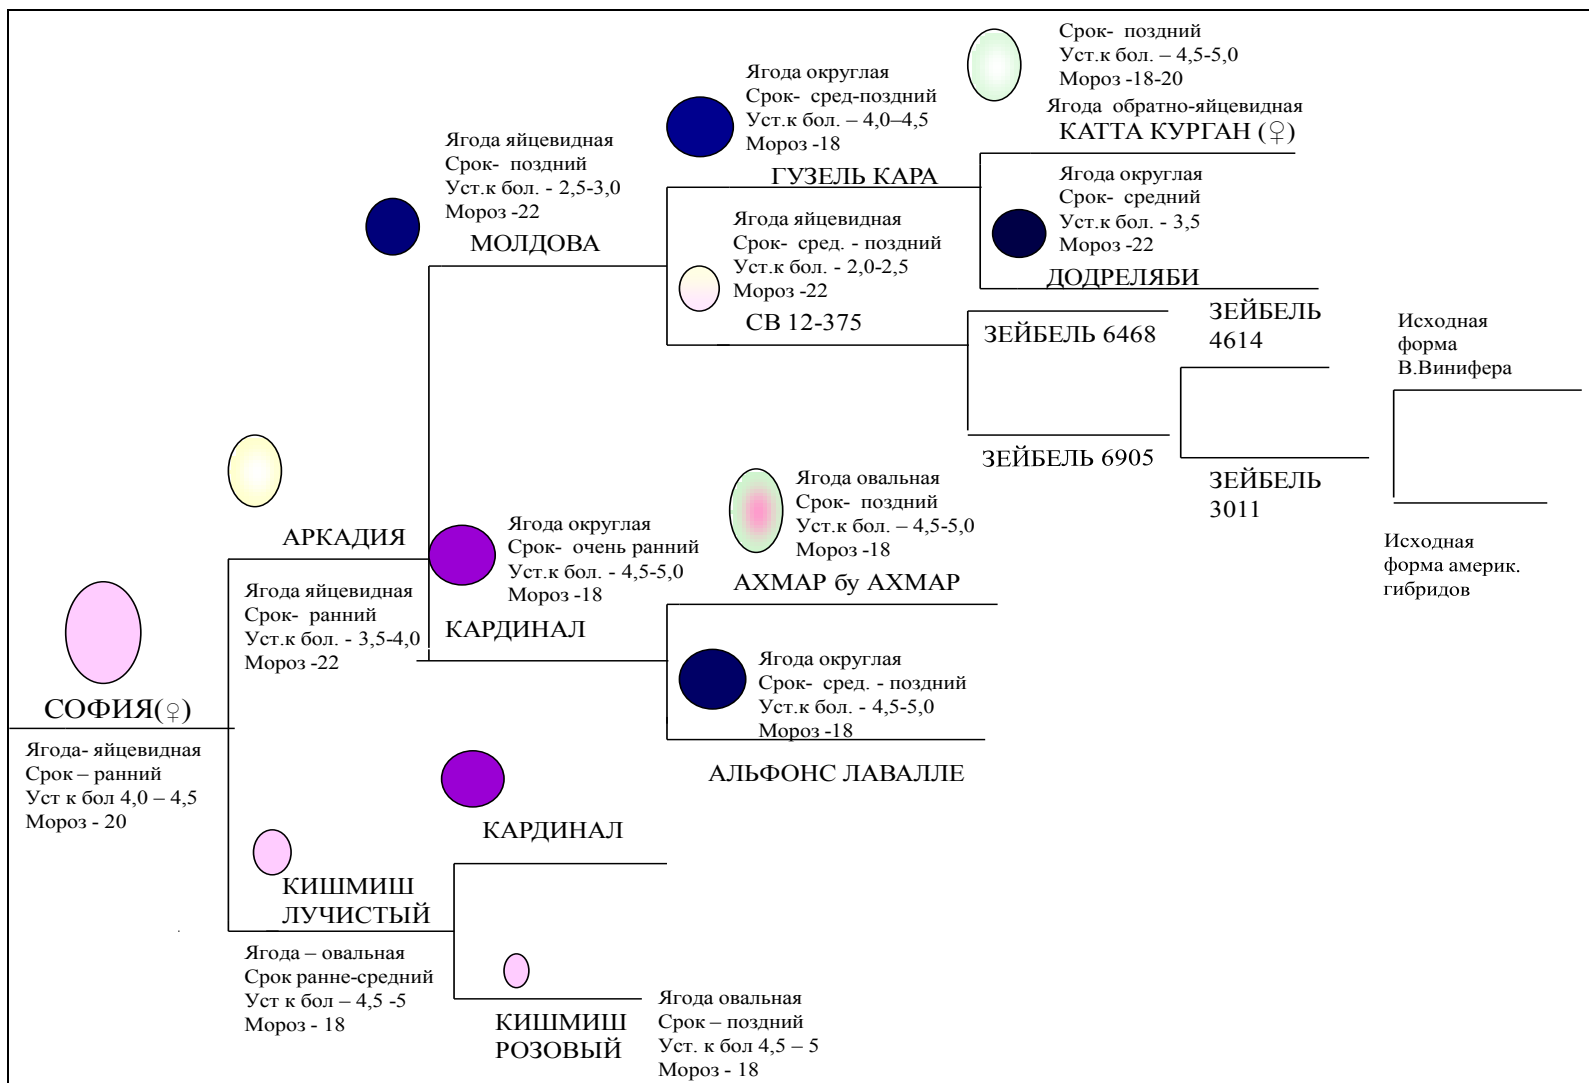 Срок- поздний
Уст.к бол. – 4,5-5,0
Мороз -18-20
Ягода обратно-яйцевидная
КАТТА КУРГАН (♀)
Ягода округлая
Срок- сред-поздний
Уст.к бол. – 4,0–4,5
Мороз -18
ГУЗЕЛЬ КАРА
Ягода яйцевидная
Срок- поздний
Уст.к бол. - 2,5-3,0
Мороз -22
МОЛДОВА
Ягода округлая
Срок- средний
Уст.к бол. - 3,5
Мороз -22
ДОДРЕЛЯБИ
Ягода яйцевидная
Срок- сред. - поздний
Уст.к бол. - 2,0-2,5
Мороз -22
СВ 12-375
ЗЕЙБЕЛЬ 6468
ЗЕЙБЕЛЬ
4614
Исходная
форма
В.Винифера
ЗЕЙБЕЛЬ 6905
ЗЕЙБЕЛЬ
3011
Исходная
форма америк.
гибридов
АРКАДИЯ
Ягода яйцевидная
Срок- ранний
Уст.к бол. - 3,5-4,0
Мороз -22
Ягода округлая
Срок- очень ранний
Уст.к бол. - 4,5-5,0
Мороз -18
КАРДИНАЛ
Ягода овальная
Срок- поздний
Уст.к бол. – 4,5-5,0
Мороз -18
АХМАР бу АХМАР
Ягода округлая
Срок- сред. - поздний
Уст.к бол. - 4,5-5,0
Мороз -18
АЛЬФОНС ЛАВАЛЛЕ
СОФИЯ(♀)
Ягода- яйцевидная
Срок – ранний
Уст к бол 4,0 – 4,5
Мороз - 20
КАРДИНАЛ
КИШМИШ
ЛУЧИСТЫЙ
Ягода – овальная
Срок ранне-средний
Уст к бол – 4,5 -5
Мороз - 18
КИШМИШ
РОЗОВЫЙ
Ягода овальная
Срок – поздний
Уст. к бол 4,5 – 5
Мороз - 18